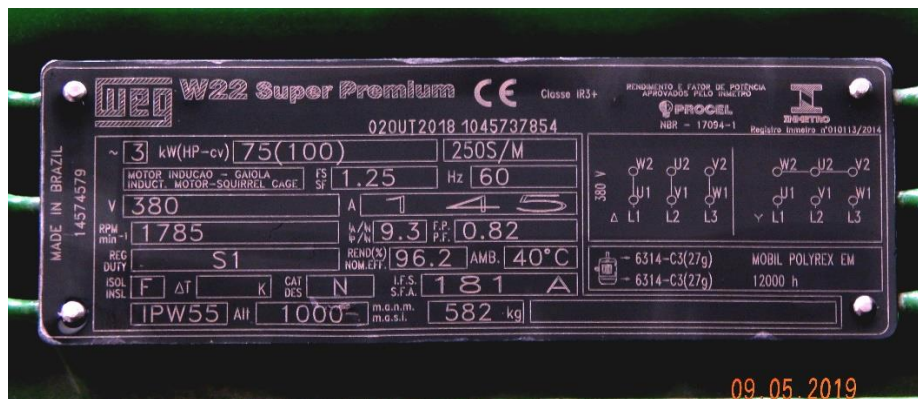 WEG W22 Super Premium CE Classe IR3+
RENDIMENTO E FATOR DE POTÊNCIA
APROVADOS PELO INMETRO
PROCEL
NBR - 17094-1
INMETRO
Registro Inmetro nº010113/2014
02OUT2018 1045737854
MADE IN BRAZIL
14574579
~ 3 kW(HP-cv) 75(100) 250S/M
MOTOR INDUCAO - GAIOLA
INDUCT. MOTOR-SQUIRREL CAGE
FS
SF 1.25 Hz 60
V 380 A 145
RPM
min-1 1785 Ip/In 9.3 F.P.
P.F. 0.82
REG
DUTY S1 REND(%)
NOM.EFF. 96.2 AMB. 40°C
ISOL
INSL F ΔT K CAT
DES N I.F.S.
S.F.A. 181 A
IPW55 Alt 1000 m.a.n.m.
m.a.s.l. 582 kg
380 V
W2 U2 V2
U1 V1 W1
Δ L1 L2 L3
W2 U2 V2
U1 V1 W1
Y L1 L2 L3
6314-C3(27g) MOBIL POLYREX EM
6314-C3(27g) 12000 h
09.05.2019